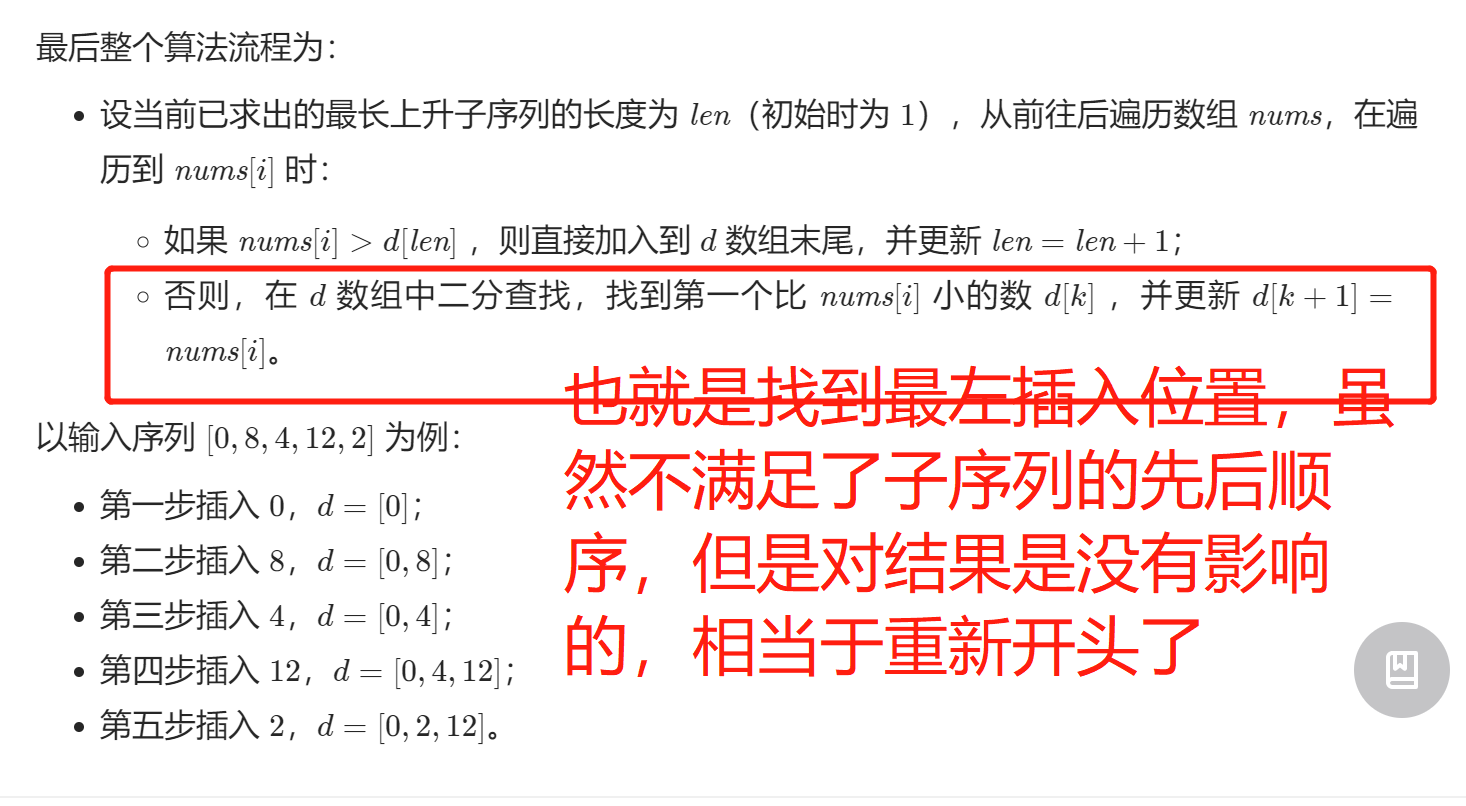 最后整个算法流程为：
• 设当前已求出的最长上升子序列的长度为 len（初始时为 1），从前往后遍历数组 nums，在遍
历到 nums[i] 时：
◦ 如果 nums[i] > d[len] ，则直接加入到 d 数组末尾，并更新 len = len + 1；
◦ 否则，在 d 数组中二分查找，找到第一个比 nums[i] 小的数 d[k] ，并更新 d[k + 1] =
nums[i]。
也就是找到最左插入位置，虽
然不满足了子序列的先后顺
序，但是对结果是没有影响
的，相当于重新开头了
以输入序列 [0, 8, 4, 12, 2] 为例：
• 第一步插入 0，d = [0]；
• 第二步插入 8，d = [0, 8]；
• 第三步插入 4，d = [0, 4]；
• 第四步插入 12，d = [0, 4, 12]；
• 第五步插入 2，d = [0, 2, 12]。